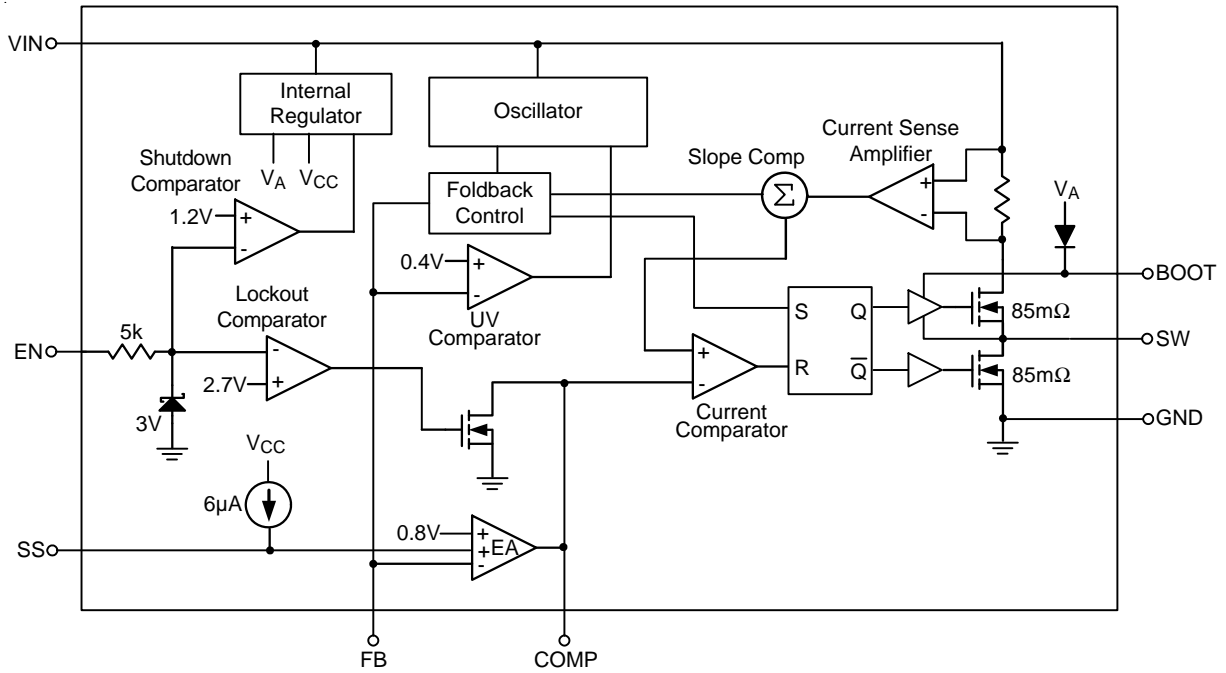 VIN
Internal
Regulator
Oscillator
Current Sense
Amplifier
Shutdown
Comparator
VA
VCC
Slope Comp
Foldback
Control
Σ
+
-
VA
1.2V
+
-
0.4V
+
-
BOOT
Lockout
Comparator
UV
Comparator
S
Q
85mΩ
5k
EN
-
SW
+
2.7V
+
-
R
Q̅
85mΩ
3V
Current
Comparator
GND
VCC
6µA
0.8V
+
SS
+
EA
-
FB
COMP